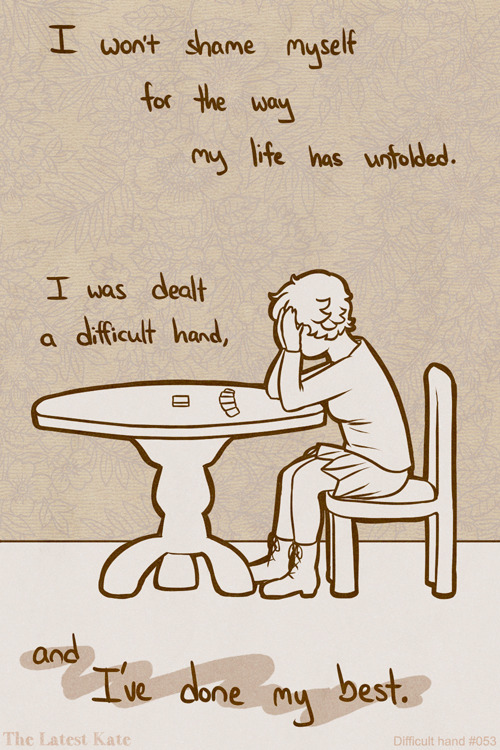 I won't shame myself
for the way
my life has unfolded.
I was dealt
a difficult hand,
and
I've done my best.
The Latest Kate
Difficult hand #053